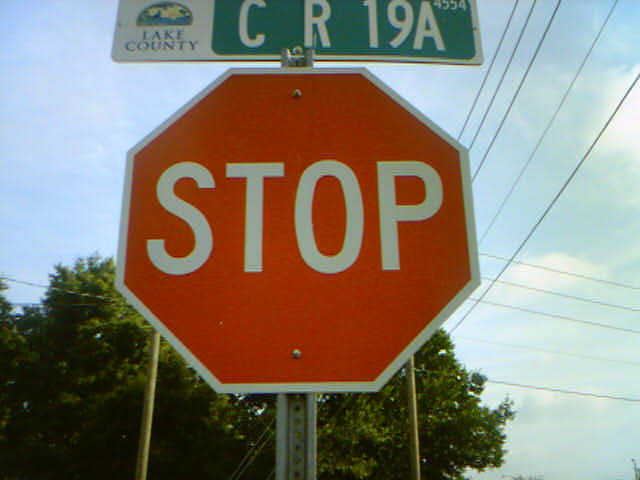 LAKE
COUNTY
C R 19A
4554
STOP